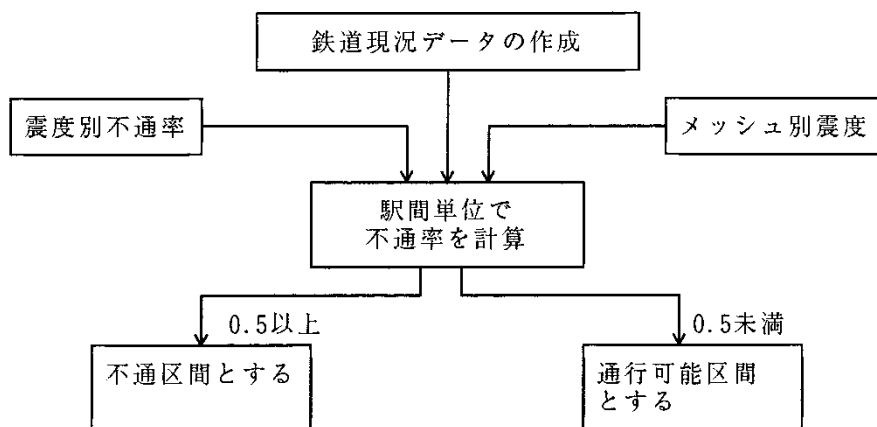 鉄道現況データの作成
震度別不通率
メッシュ別震度
駅間単位で
不通率を計算
0.5以上
0.5未満
不通区間とする
通行可能区間
とする